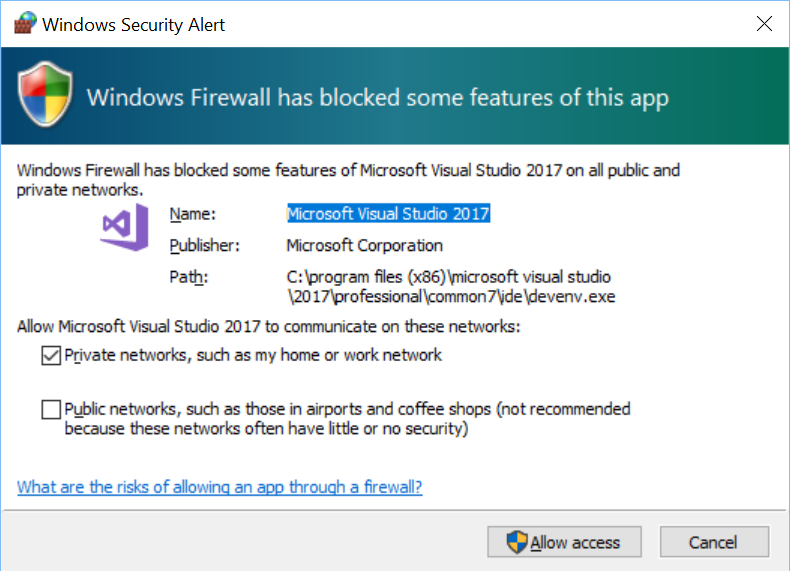 Windows Security Alert
Windows Firewall has blocked some features of this app
Windows Firewall has blocked some features of Microsoft Visual Studio 2017 on all public and
private networks.
Name: Microsoft Visual Studio 2017
Publisher: Microsoft Corporation
Path: C:\program files (x86)\microsoft visual studio
\2017\professional\common7\ide\devenv.exe
Allow Microsoft Visual Studio 2017 to communicate on these networks:
Private networks, such as my home or work network
Public networks, such as those in airports and coffee shops (not recommended
because these networks often have little or no security)
What are the risks of allowing an app through a firewall?
Allow access Cancel